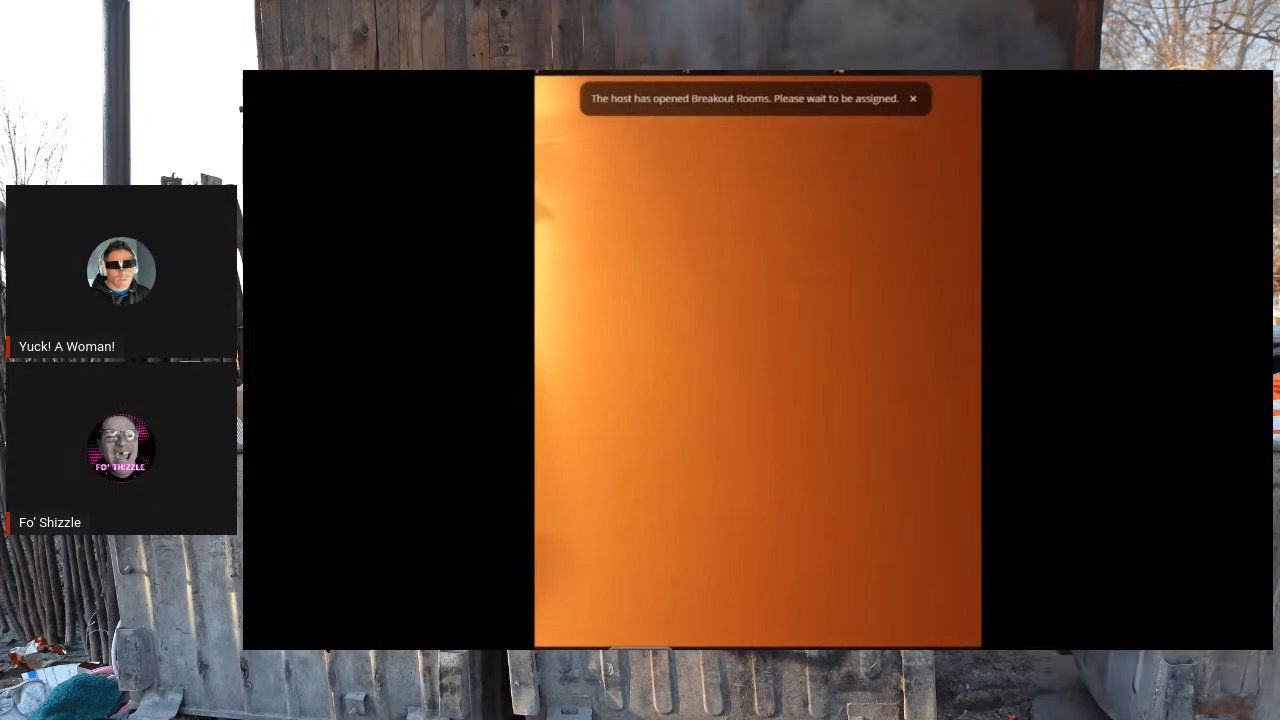 The host has opened Breakout Rooms. Please wait to be assigned. ×
Yuck! A Woman!
FO' THIZZLE
Fo' Shizzle